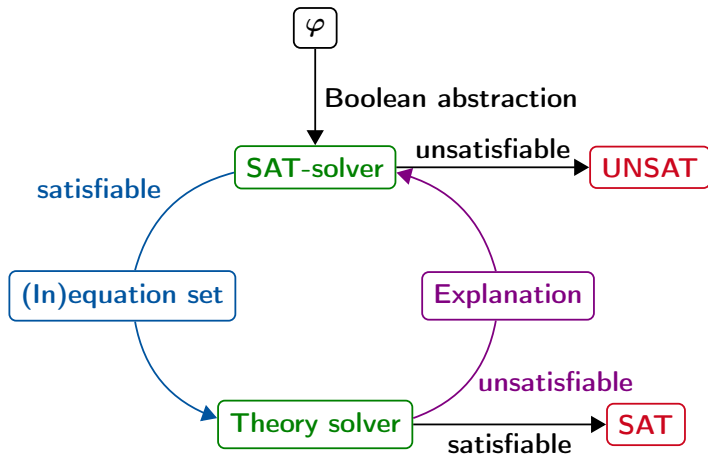 φ
Boolean abstraction
SAT-solver
unsatisfiable
UNSAT
satisfiable
(In)equation set
Explanation
unsatisfiable
Theory solver
satisfiable
SAT